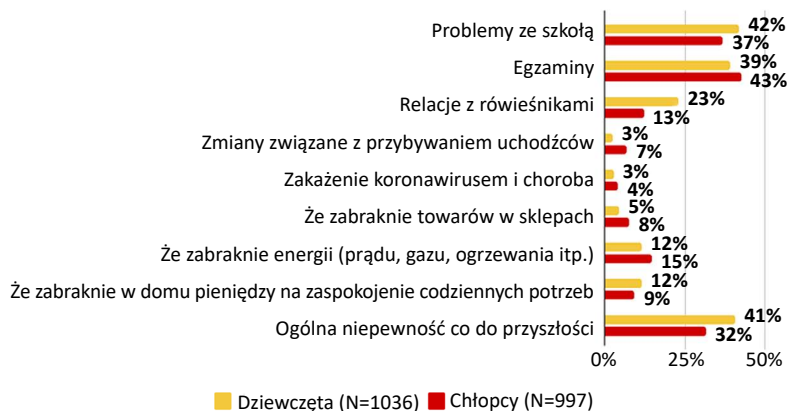 Problemy ze szkołą 42%
37%
Egzaminy 39%
43%
Relacje z rówieśnikami 23%
13%
Zmiany związane z przybywaniem uchodźców 3%
7%
Zakażenie koronawirusem i choroba 3%
4%
Że zabraknie towarów w sklepach 5%
8%
Że zabraknie energii (prądu, gazu, ogrzewania itp.) 12%
15%
Że zabraknie w domu pieniędzy na zaspokojenie codziennych potrzeb 12%
9%
Ogólna niepewność co do przyszłości 41%
32%
0% 25% 50%
Dziewczęta (N=1036) Chłopcy (N=997)